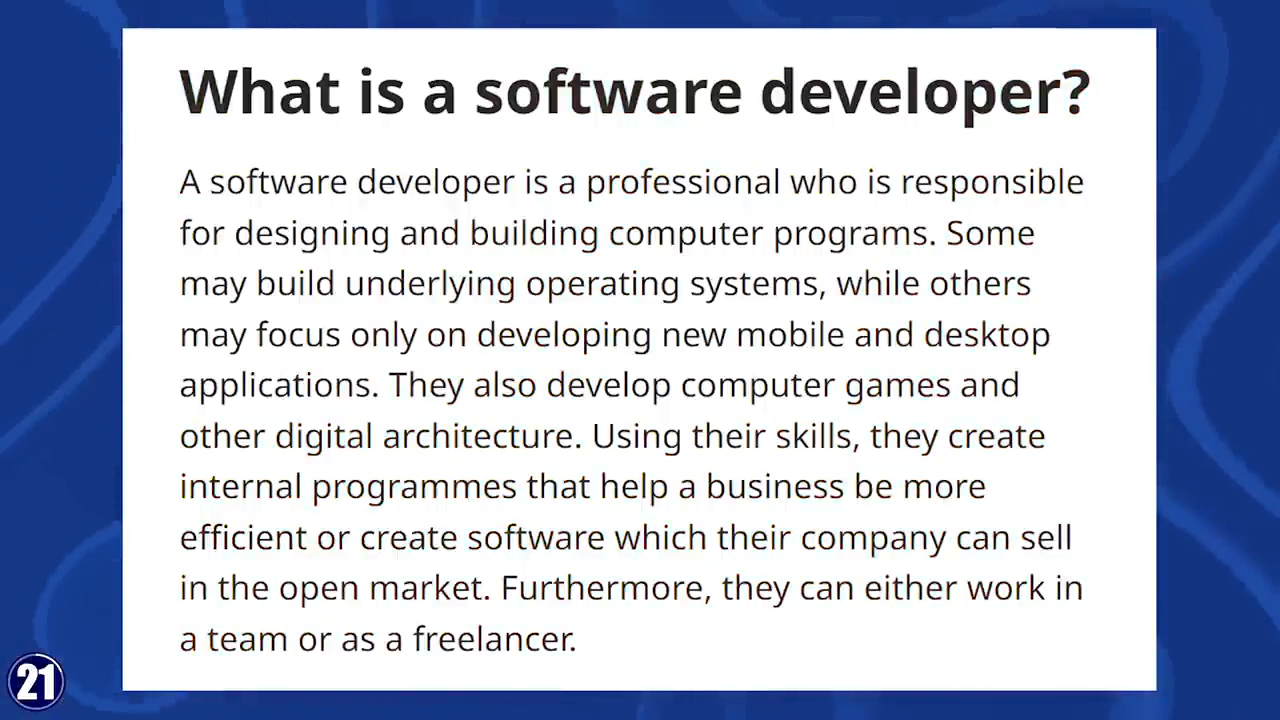 What is a software developer?
A software developer is a professional who is responsible
for designing and building computer programs. Some
may build underlying operating systems, while others
may focus only on developing new mobile and desktop
applications. They also develop computer games and
other digital architecture. Using their skills, they create
internal programmes that help a business be more
efficient or create software which their company can sell
in the open market. Furthermore, they can either work in
a team or as a freelancer.
21